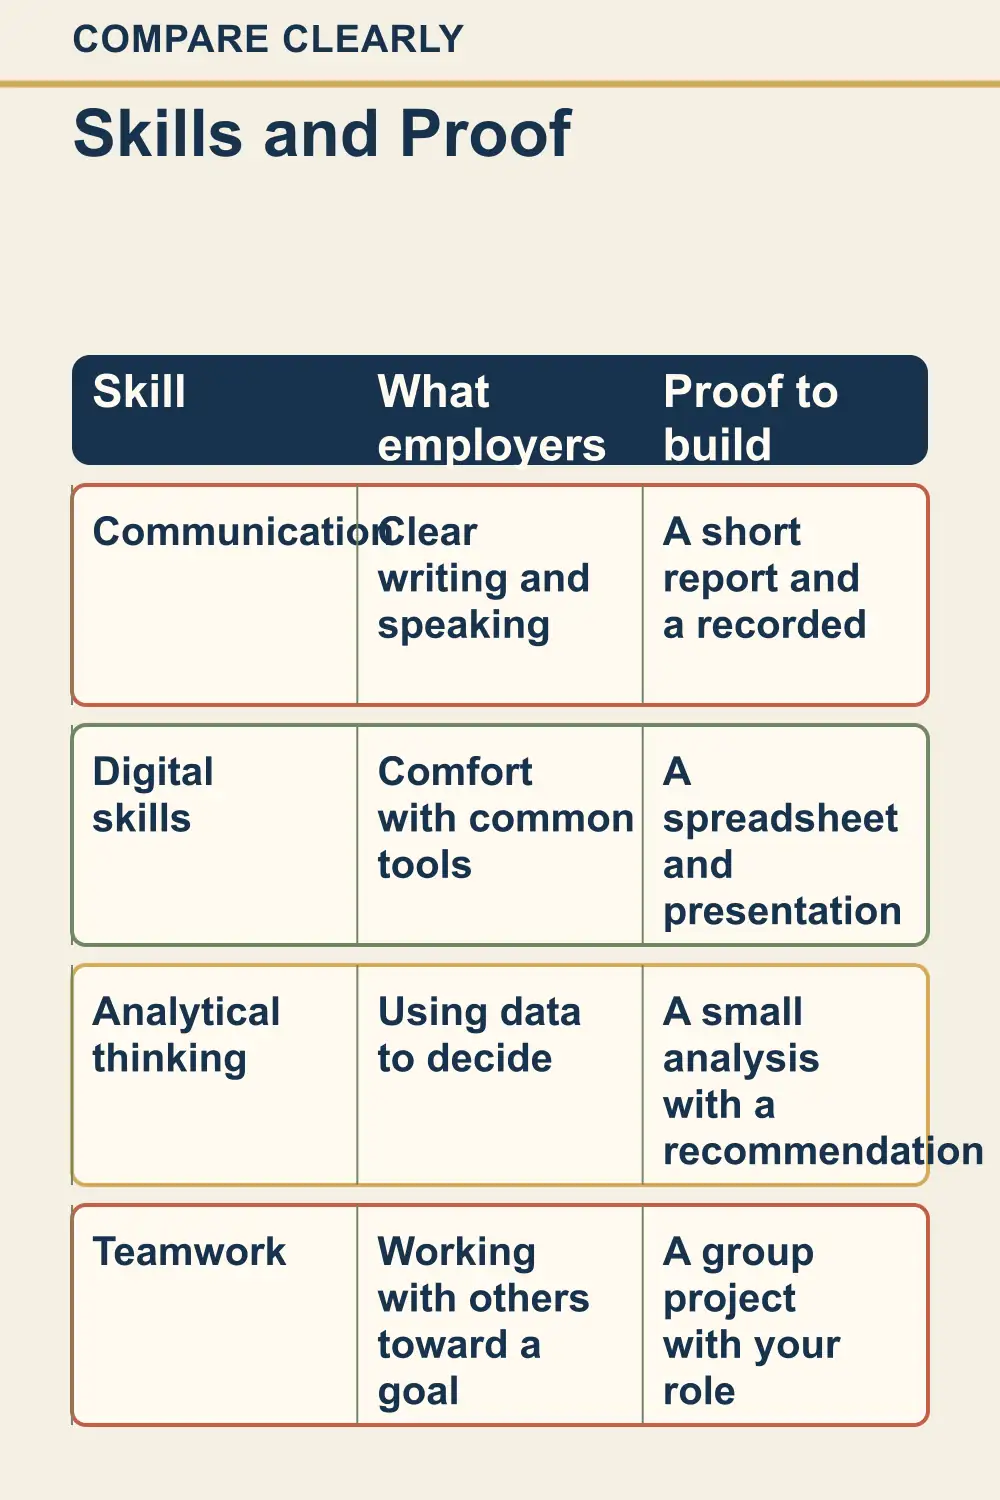 COMPARE CLEARLY
Skills and Proof
Skill
What
employers
Proof to
build
Communication
Clear
writing and
speaking
A short
report and
a recorded
Digital
skills
Comfort
with common
tools
A
spreadsheet
and
presentation
Analytical
thinking
Using data
to decide
A small
analysis
with a
recommendation
Teamwork
Working
with others
toward a
goal
A group
project
with your
role